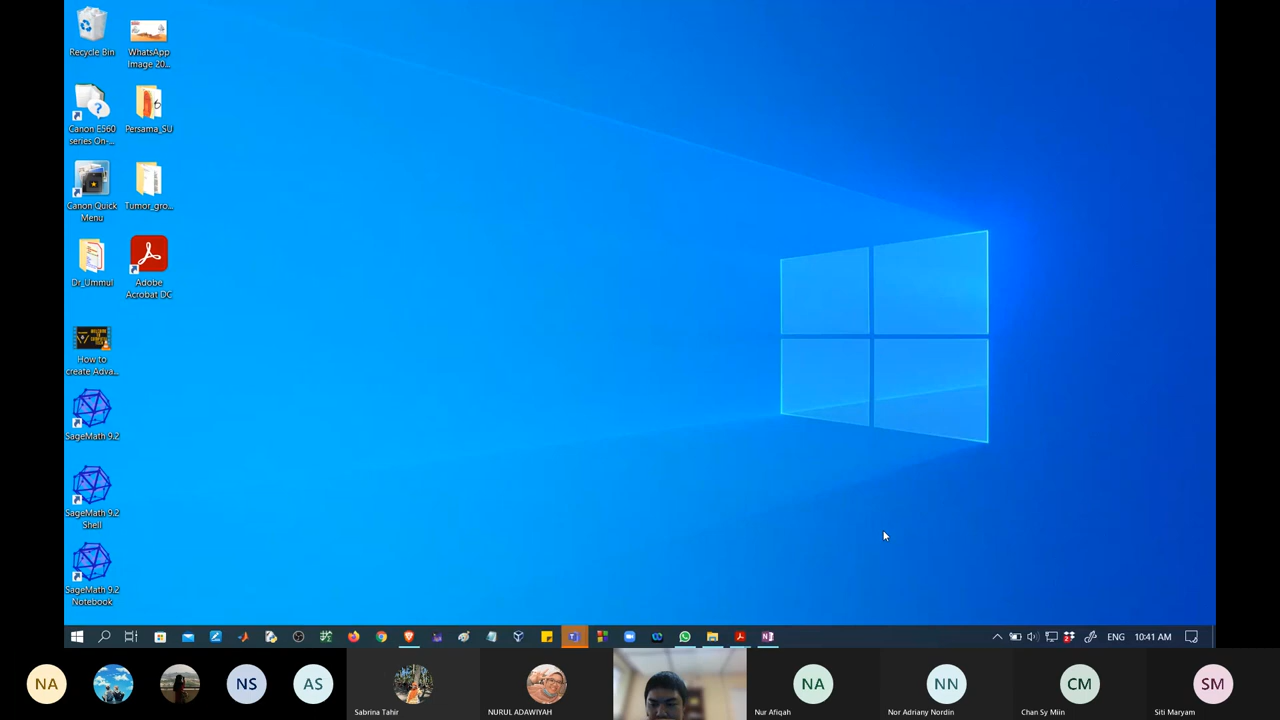 Recycle Bin
WhatsApp
Image 20...
Canon E560
series On-...
Persama_SU
Canon Quick
Menu
Tumor_gro...
Dr_Ummul
Adobe
Acrobat DC
How to
create Adva...
SageMath 9.2
SageMath 9.2
Shell
SageMath 9.2
Notebook
ENG
10:41 AM
NA
NS
AS
Sabrina Tahir
NURUL ADAWIYAH
NA
Nur Afiqah
NN
Nor Adriany Nordin
CM
Chan Sy Miin
SM
Siti Maryam